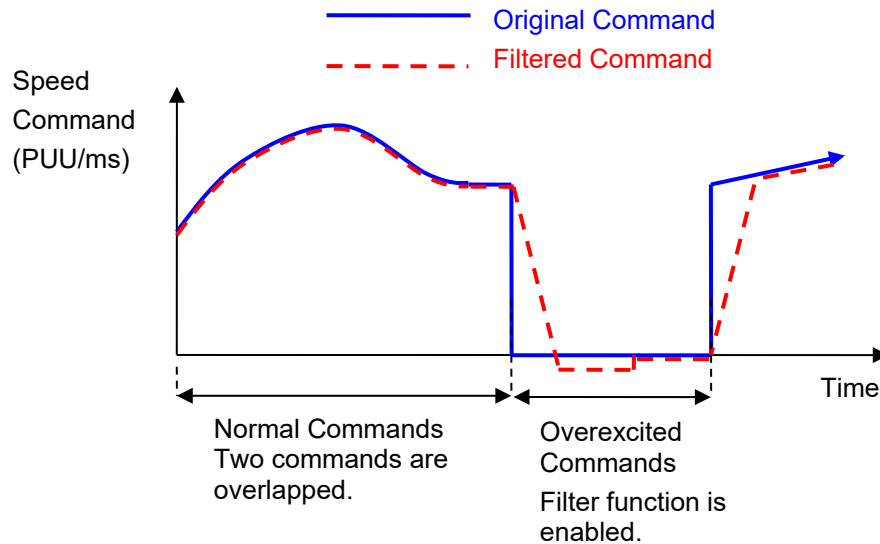 Original Command
Filtered Command
Speed
Command
(PUU/ms)
Time
Normal Commands
Two commands are
overlapped.
Overexcited
Commands
Filter function is
enabled.